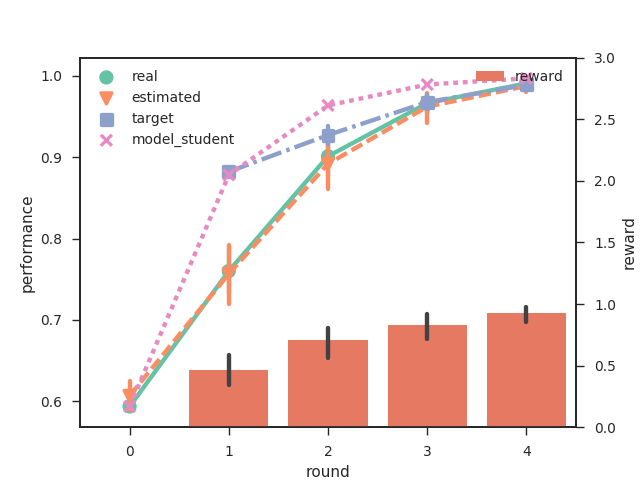 real
estimated
target
model_student
reward
1.0
0.9
0.8
0.7
0.6
performance
3.0
2.5
2.0
1.5
1.0
0.5
0.0
reward
0 1 2 3 4
round